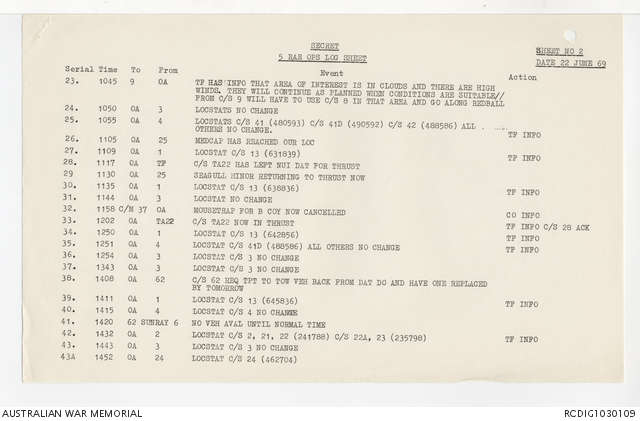 SECRET
5 RAR OPS LOG SHEET
SHEET NO 2
DATE 22 JUNE 69
Serial Time To From Event Action
23. 1045 9 OA TF HAS INFO THAT AREA OF INTEREST IS IN CLOUDS AND THERE ARE HIGH
WINDS. THEY WILL CONTINUE AS PLANNED WHEN CONDITIONS ARE SUITABLE//
FROM C/S 9 WILL HAVE TO USE C/S 8 IN THAT AREA AND GO ALONG REDBALL
24. 1050 OA 3 LOCSTATS NO CHANGE
25. 1055 OA 4 LOCSTATS C/S 41 (480593) C/S 41D (490592) C/S 42 (488586) ALL
OTHERS NO CHANGE. TF INFO
26. 1105 OA 25 MEDCAP HAS REACHED OUR LOC
27. 1109 OA 1 LOCSTAT C/S 13 (631839) TF INFO
28. 1117 OA TF C/S TA22 HAS LEFT NUI DAT FOR THRUST
29 1130 OA 25 SEAGULL MINOR RETURNING TO THRUST NOW
30. 1135 OA 1 LOCSTAT C/S 13 (638836) TF INFO
31. 1144 OA 3 LOCSTAT NO CHANGE
32. 1158 C/M 37 OA MOUSETRAP FOR B COY NOW CANCELLED CO INFO
33. 1202 OA TA22 C/S TA22 NOW IN THRUST TF INFO C/S 28 ACK
34. 1250 OA 1 LOCSTAT C/S 13 (642856) TF INFO
35. 1251 OA 4 LOCSTAT C/S 41D (488586) ALL OTHERS NO CHANGE TF INFO
36. 1254 OA 3 LOCSTAT C/S 3 NO CHANGE
37. 1343 OA 3 LOCSTAT C/S 3 NO CHANGE
38. 1408 OA 62 C/S 62 REQ TPT TO TOW VEH BACK FROM DAT DO AND HAVE ONE REPLACED
BY TOMORROW
39. 1411 OA 1 LOCSTAT C/S 13 (645836) TF INFO
40. 1415 OA 4 LOCSTAT C/S 4 NO CHANGE
41. 1420 62 SUNRAY 6 NO VEH AVAL UNTIL NORMAL TIME
42. 1432 OA 2 LOCSTAT C/S 2, 21, 22 (241788) C/S 22A, 23 (235798) TF INFO
43. 1443 OA 3 LOCSTAT C/S 3 NO CHANGE
43A 1452 OA 24 LOCSTAT C/S 24 (462704)
AUSTRALIAN WAR MEMORIAL
RCDIG1030109